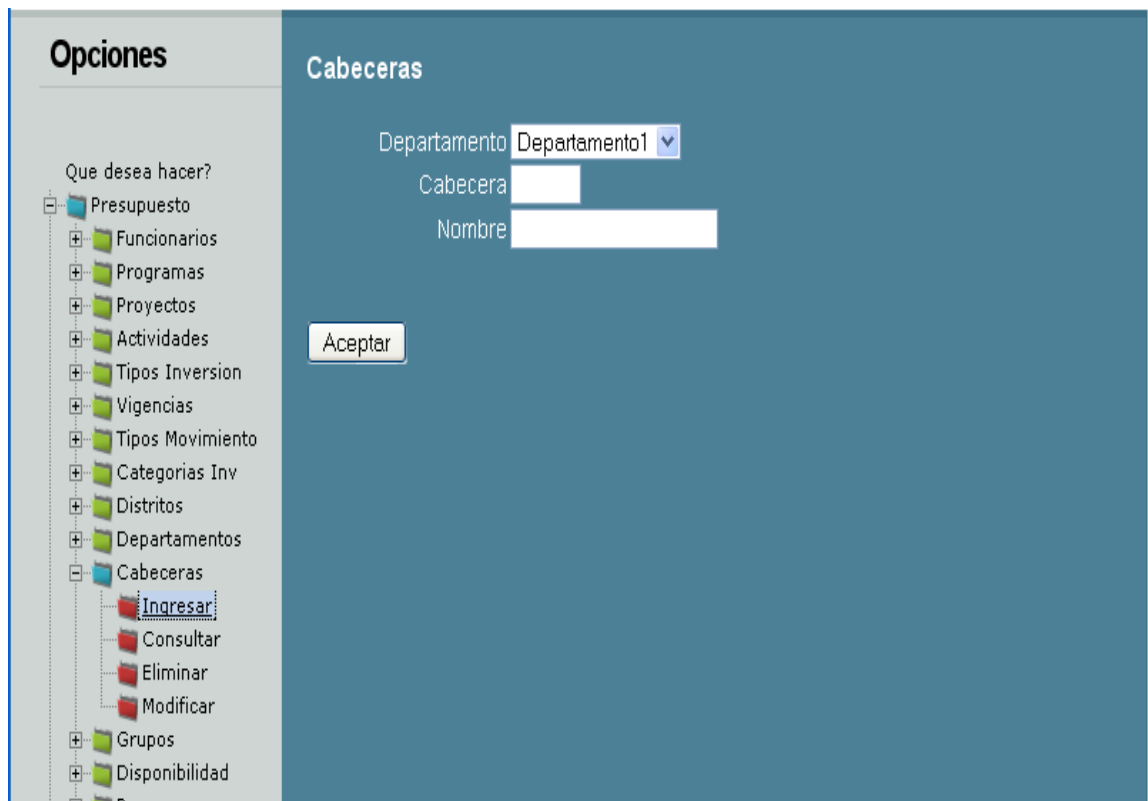 Opciones
Que desea hacer?
Presupuesto
Funcionarios
Programas
Proyectos
Actividades
Tipos Inversion
Vigencias
Tipos Movimiento
Categorias Inv
Distritos
Departamentos
Cabeceras
Ingresar
Consultar
Eliminar
Modificar
Grupos
Disponibilidad
Cabeceras
Departamento Departamento1
Cabecera
Nombre
Aceptar